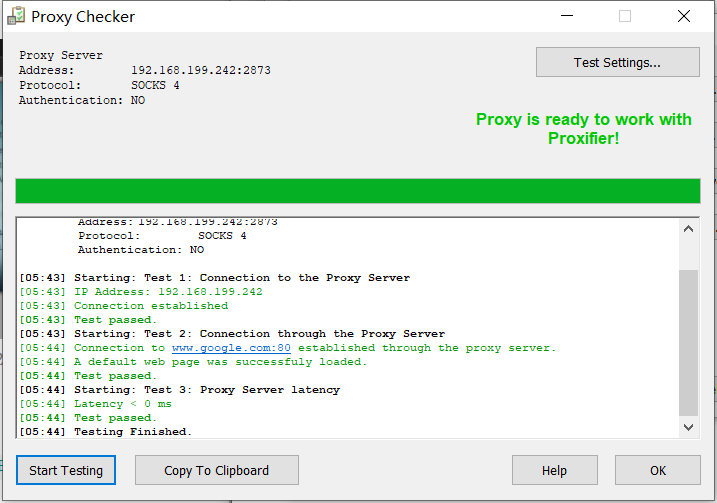 Proxy Checker
Proxy Server
Address: 192.168.199.242:2873
Protocol: SOCKS 4
Authentication: NO
Test Settings...
Proxy is ready to work with
Proxifier!
Address: 192.168.199.242:2873
Protocol: SOCKS 4
Authentication: NO
[05:43] Starting: Test 1: Connection to the Proxy Server
[05:43] IP Address: 192.168.199.242
[05:43] Connection established
[05:43] Test passed.
[05:43] Starting: Test 2: Connection through the Proxy Server
[05:44] Connection to www.google.com:80 established through the proxy server.
[05:44] A default web page was successfuly loaded.
[05:44] Test passed.
[05:44] Starting: Test 3: Proxy Server latency
[05:44] Latency < 0 ms
[05:44] Test passed.
[05:44] Testing Finished.
Start Testing
Copy To Clipboard
Help
OK